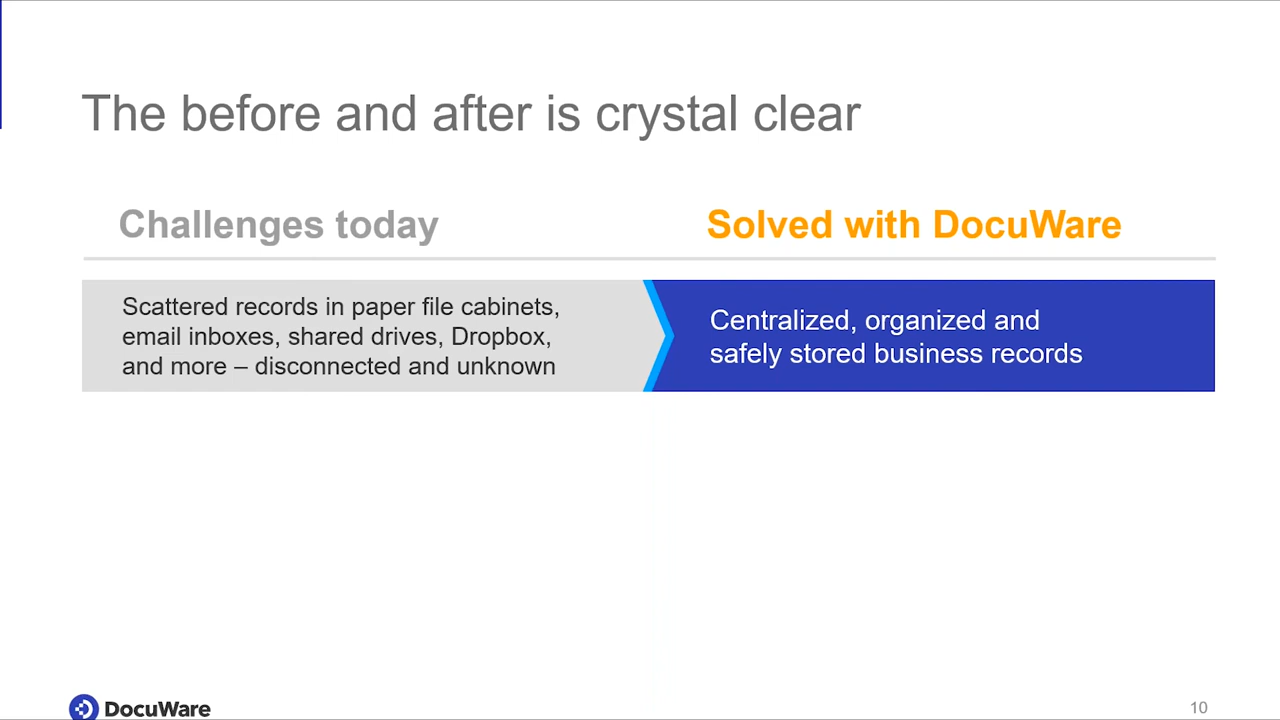 The before and after is crystal clear
Challenges today
Solved with DocuWare
Scattered records in paper file cabinets,
email inboxes, shared drives, Dropbox,
and more – disconnected and unknown
Centralized, organized and
safely stored business records
DocuWare
10